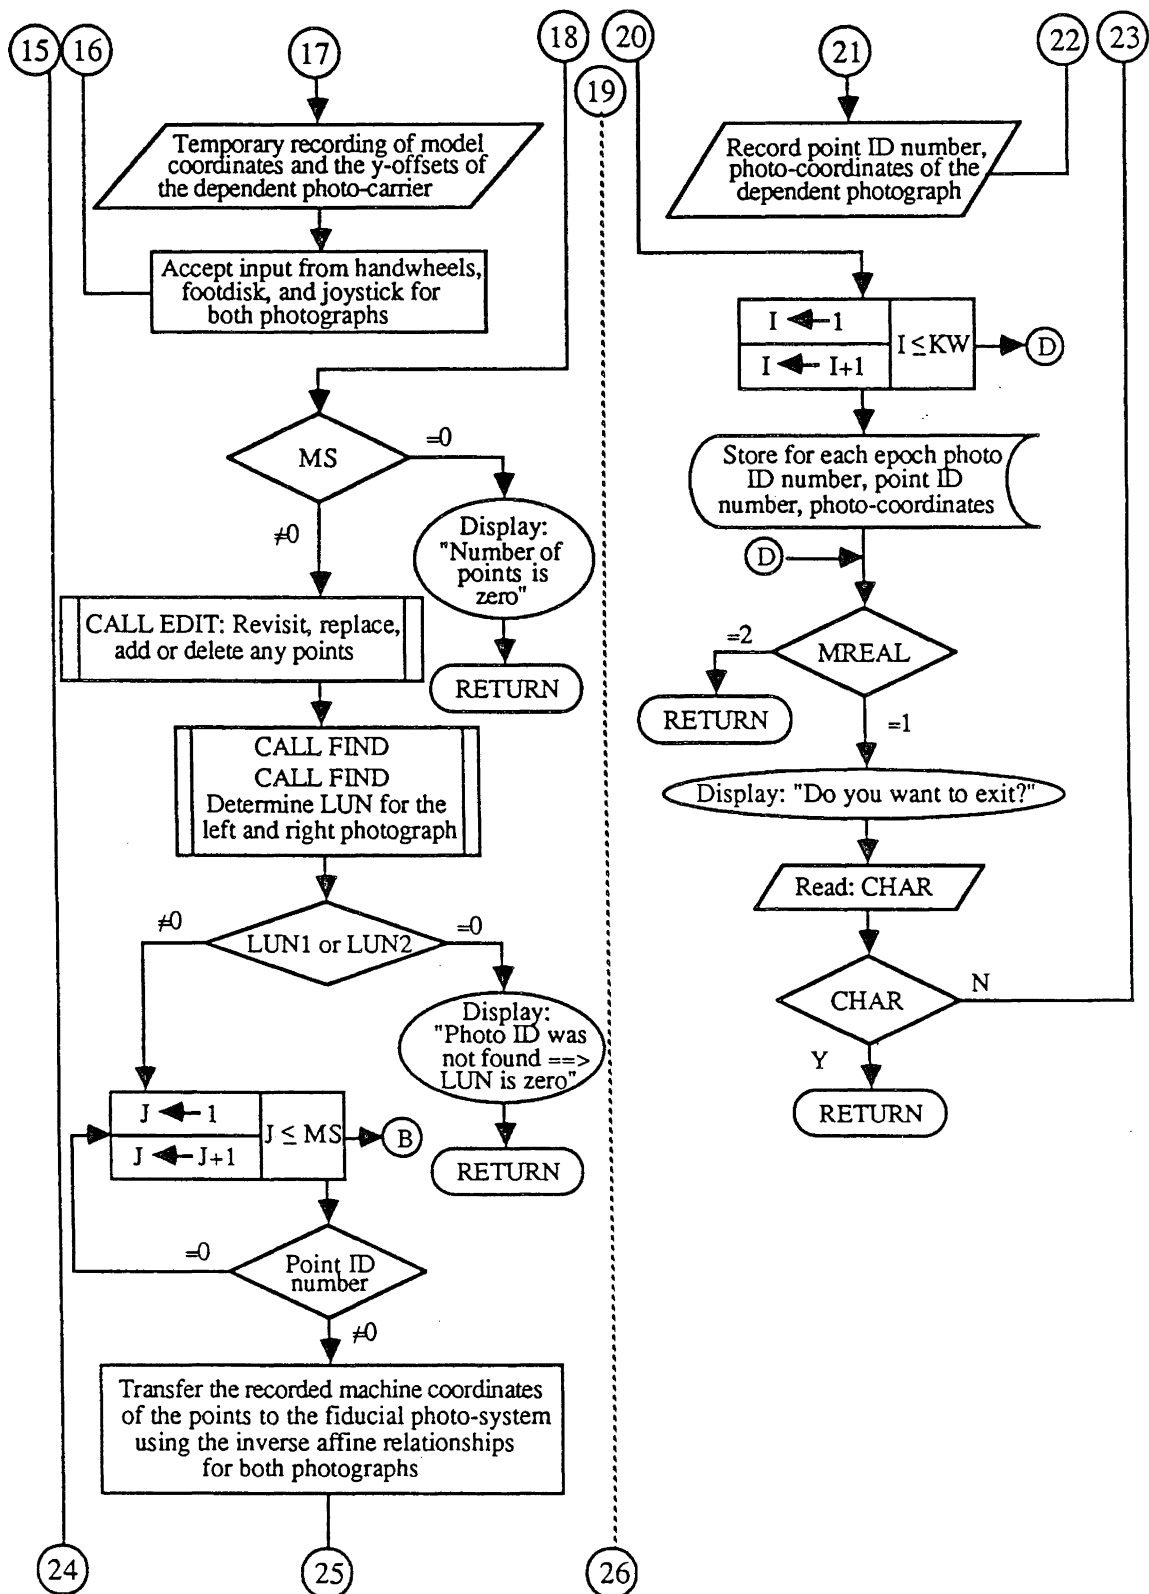 15
16
17
18
20
21
22
23
19
Temporary recording of model
coordinates and the y-offsets of
the dependent photo-carrier
Accept input from handwheels,
footdisk, and joystick for
both photographs
MS
=0
≠0
Display:
"Number of
points is
zero"
RETURN
CALL EDIT: Revisit, replace,
add or delete any points
CALL FIND
CALL FIND
Determine LUN for the
left and right photograph
≠0
LUN1 or LUN2
=0
Display:
"Photo ID was
not found ==>
LUN is zero"
RETURN
J ← 1
J ← J+1
J ≤ MS
B
=0
Point ID
number
≠0
Transfer the recorded machine coordinates
of the points to the fiducial photo-system
using the inverse affine relationships
for both photographs
Record point ID number,
photo-coordinates of the
dependent photograph
I ← 1
I ← I+1
I ≤ KW
D
Store for each epoch photo
ID number, point ID
number, photo-coordinates
D
=2
MREAL
RETURN
=1
Display: "Do you want to exit?"
Read: CHAR
CHAR
N
Y
RETURN
24
25
26